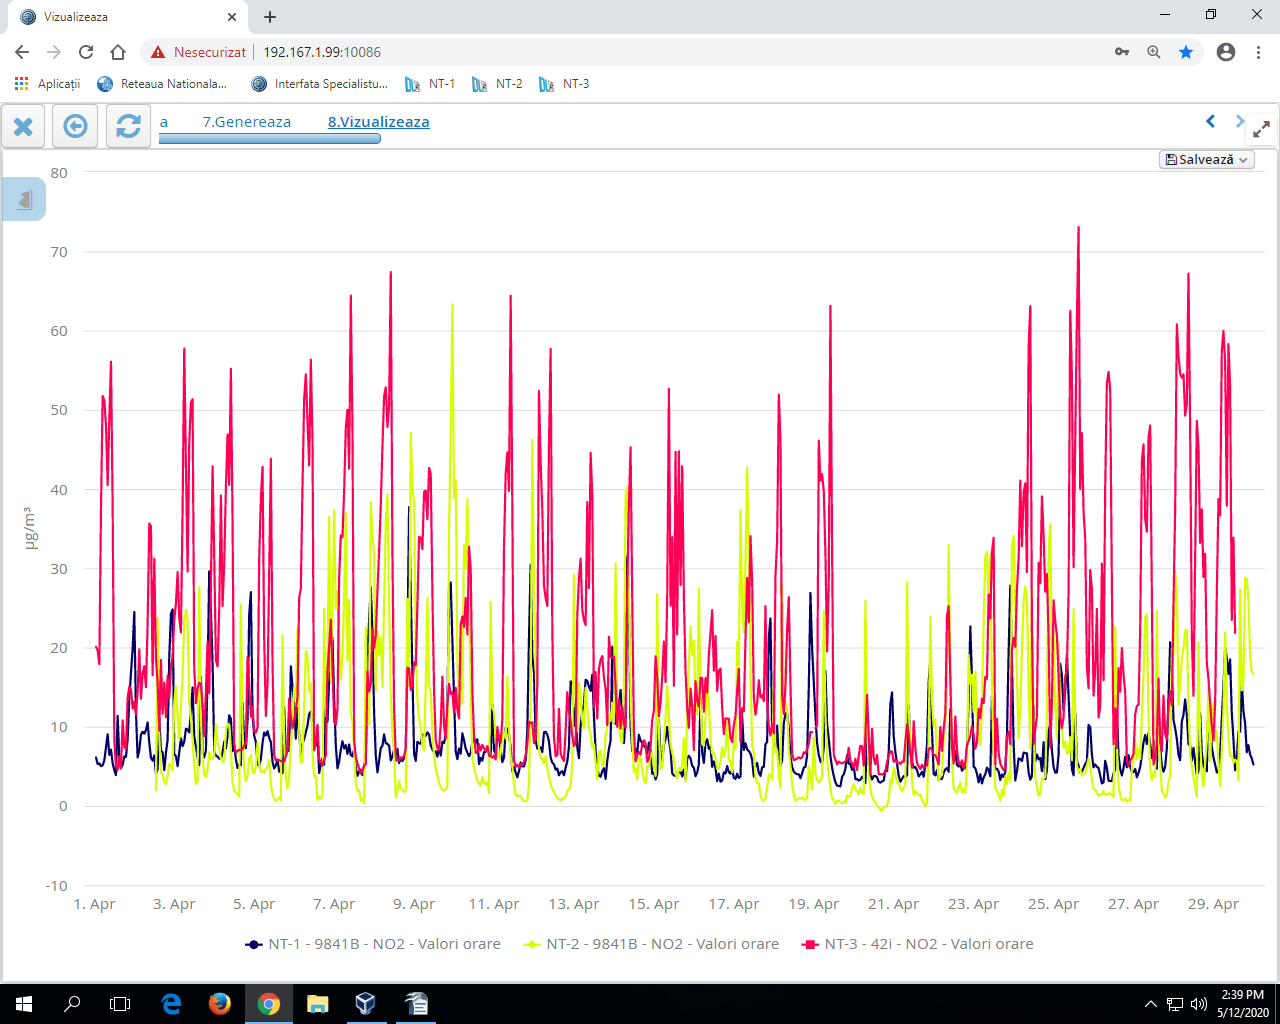 Vizualizeaza
Nesecurizat
192.167.1.99:10086
Aplicații
Reteaua Nationala...
Interfata Specialistu...
NT-1
NT-2
NT-3
a
7.Genereaza
8.Vizualizeaza
Salvează
80
70
60
50
40
30
20
10
0
-10
µg/m³
1. Apr
3. Apr
5. Apr
7. Apr
9. Apr
11. Apr
13. Apr
15. Apr
17. Apr
19. Apr
21. Apr
23. Apr
25. Apr
27. Apr
29. Apr
NT-1 - 9841B - NO2 - Valori orare
NT-2 - 9841B - NO2 - Valori orare
NT-3 - 42i - NO2 - Valori orare
2:39 PM
5/12/2020